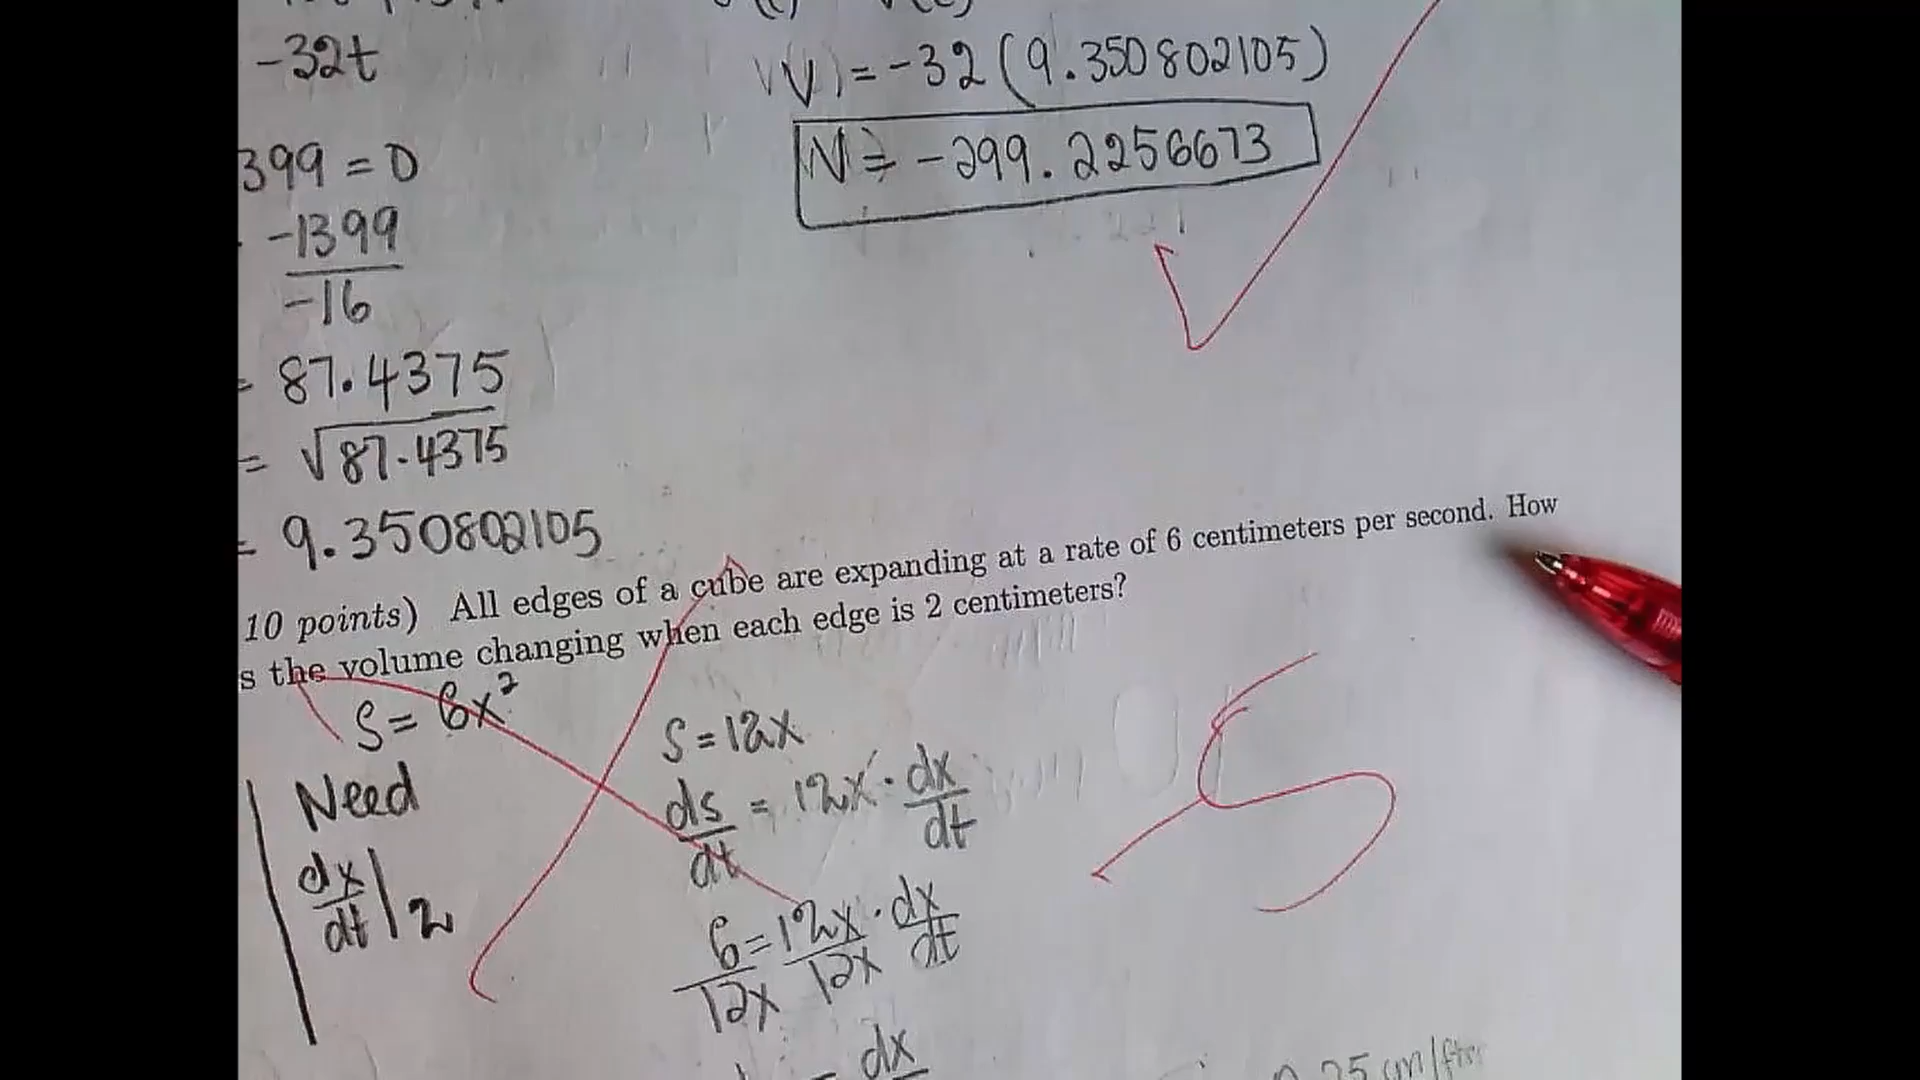 -32t
399 = 0
-1399
-16
= 87.4375
= √87.4375
= 9.350802105
|V| = -32 (9.350802105)
= -299.2256673
10 points) All edges of a cube are expanding at a rate of 6 centimeters per second. How
s the volume changing when each edge is 2 centimeters?
S = 6x²
Need
dx/dt | 2
S = 12x
ds/dt = 12x · dx/dt
6/12x = 12x/12x · dx/dt
= dx
-5